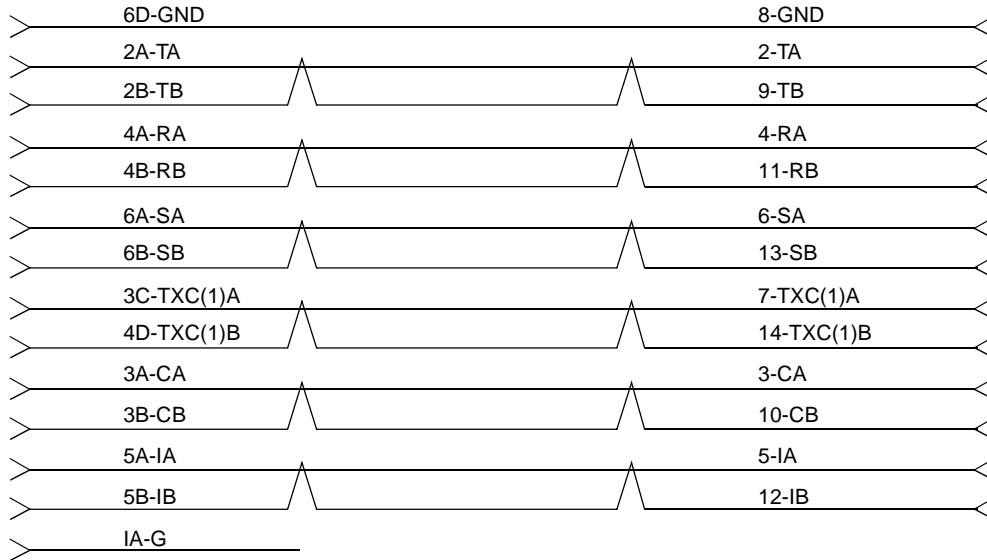 6D-GND 8-GND
2A-TA 2-TA
2B-TB 9-TB
4A-RA 4-RA
4B-RB 11-RB
6A-SA 6-SA
6B-SB 13-SB
3C-TXC(1)A 7-TXC(1)A
4D-TXC(1)B 14-TXC(1)B
3A-CA 3-CA
3B-CB 10-CB
5A-IA 5-IA
5B-IB 12-IB
IA-G